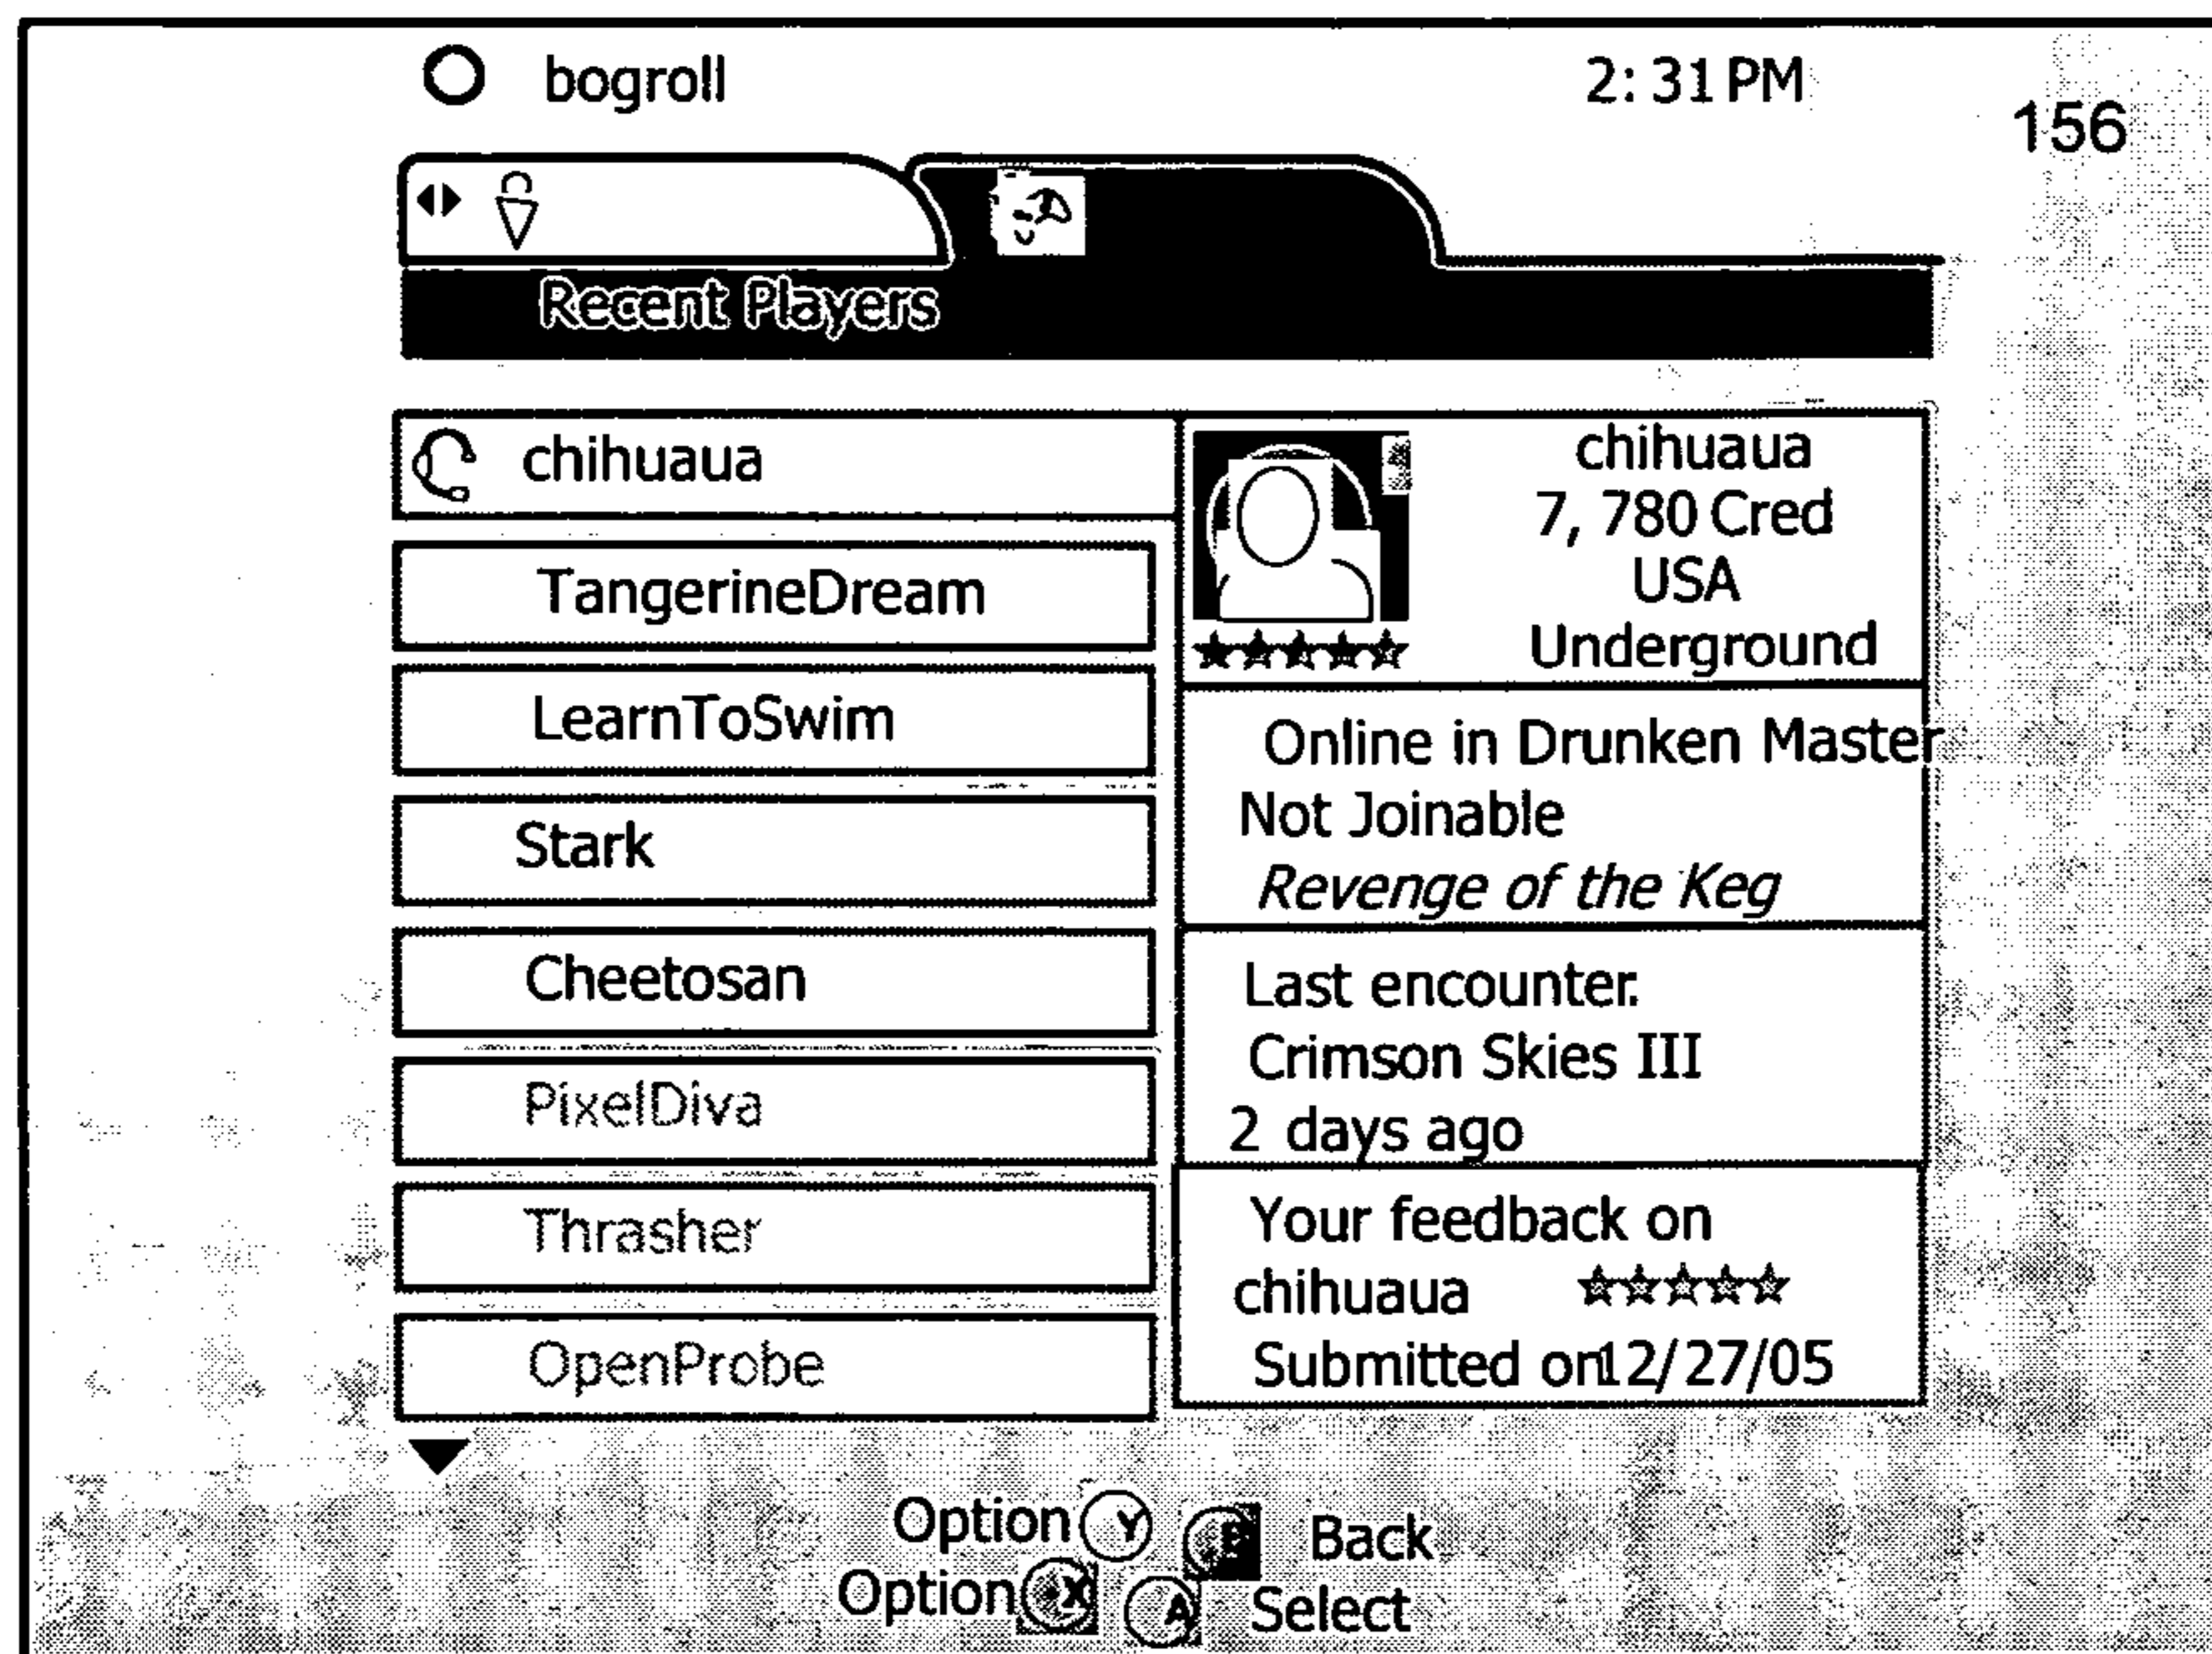 bogroll 2: 31 PM
156
Recent Players
chihuaua
TangerineDream
LearnToSwim
Stark
Cheetosan
PixelDiva
Thrasher
OpenProbe
chihuaua
7, 780 Cred
USA
Underground
Online in Drunken Master
Not Joinable
Revenge of the Keg
Last encounter:
Crimson Skies III
2 days ago
Your feedback on
chihuaua
Submitted on12/27/05
Option Y B Back
Option X A Select